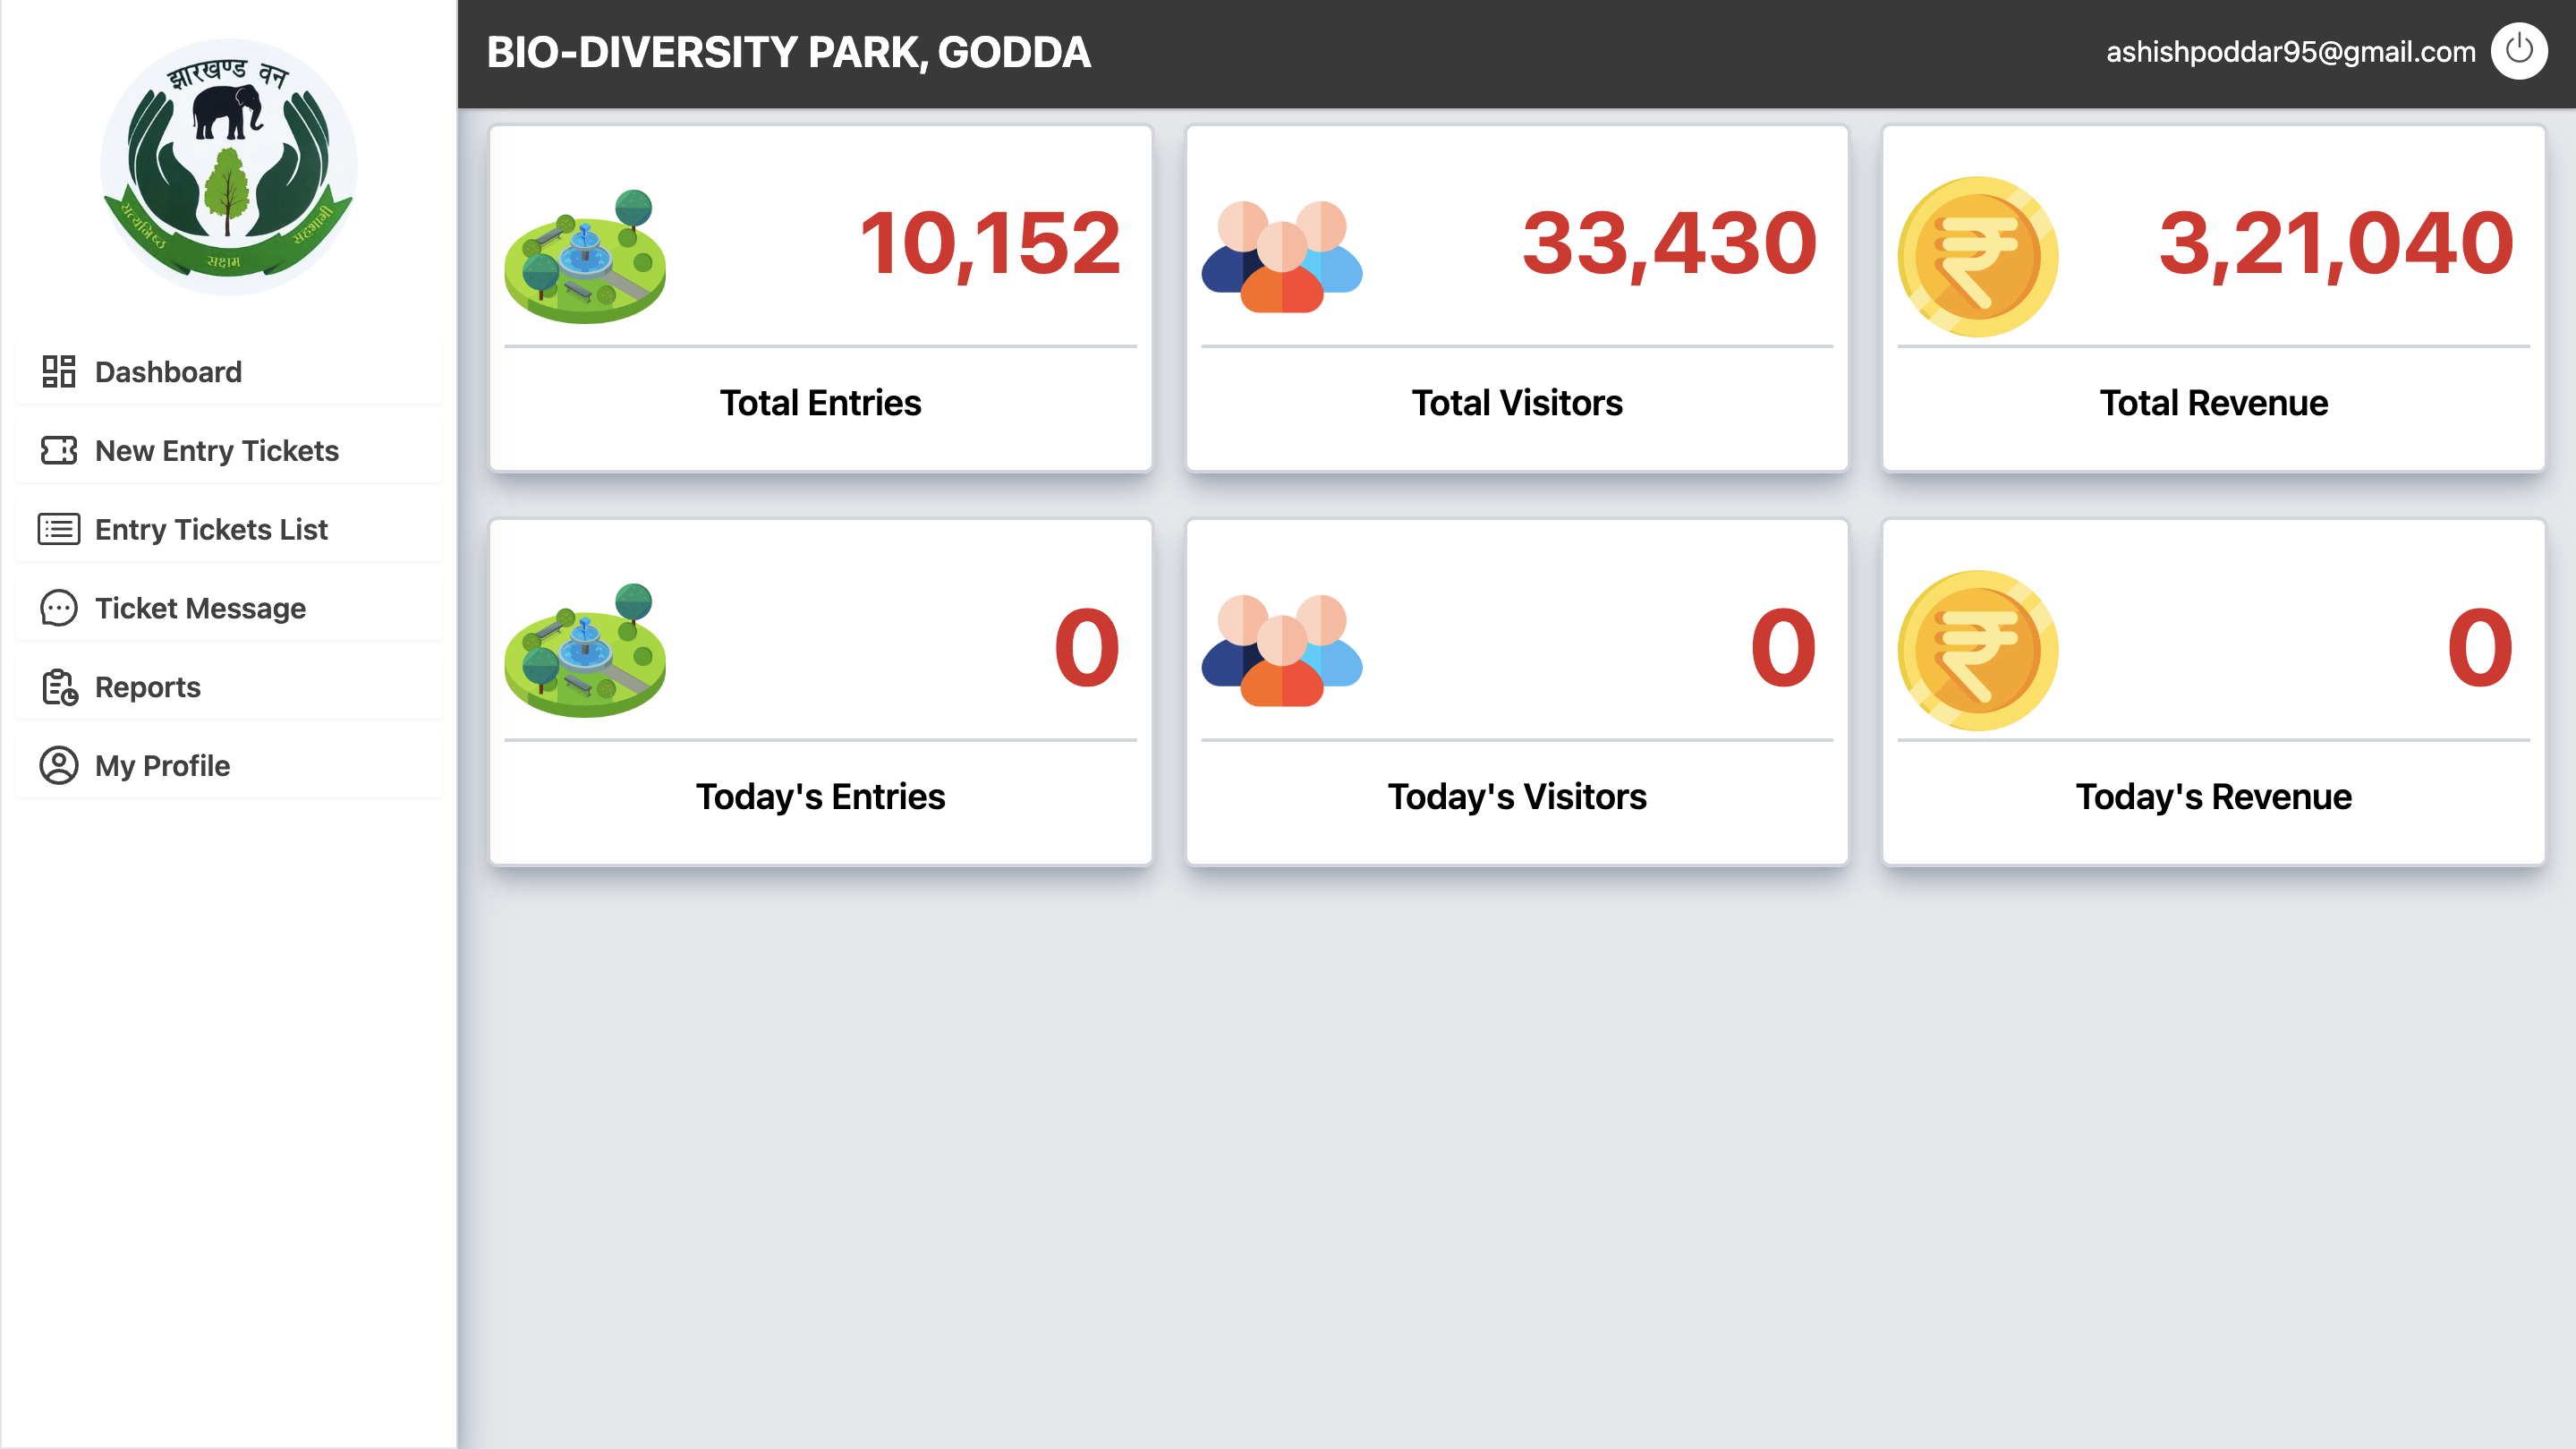 झारखण्ड वन
सत्यनिष्ठ
सक्षम
सहभागी
Dashboard
New Entry Tickets
Entry Tickets List
Ticket Message
Reports
My Profile
BIO-DIVERSITY PARK, GODDA
ashishpoddar95@gmail.com
10,152
Total Entries
33,430
Total Visitors
₹
3,21,040
Total Revenue
0
Today's Entries
0
Today's Visitors
₹
0
Today's Revenue